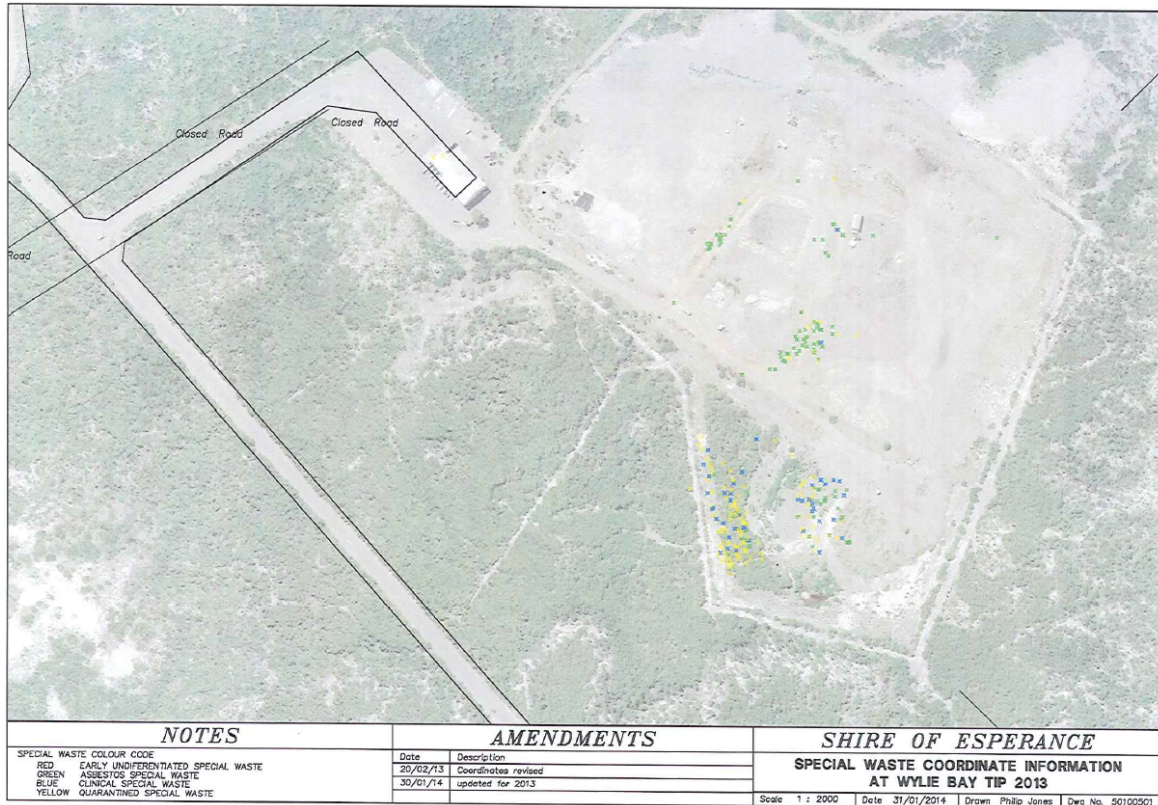 Closed Road
Closed Road
Road
NOTES
SPECIAL WASTE COLOUR CODE
RED EARLY UNDIFFERENTIATED SPECIAL WASTE
GREEN ASBESTOS SPECIAL WASTE
BLUE CLINICAL SPECIAL WASTE
YELLOW QUARANTINED SPECIAL WASTE
AMENDMENTS
Date Description
20/02/13 Coordinates revised
30/01/14 updated for 2013
SHIRE OF ESPERANCE
SPECIAL WASTE COORDINATE INFORMATION
AT WYLIE BAY TIP 2013
Scale 1 : 2000 Date 31/01/2014 Drawn Philip Jones Dwg No. 50100501